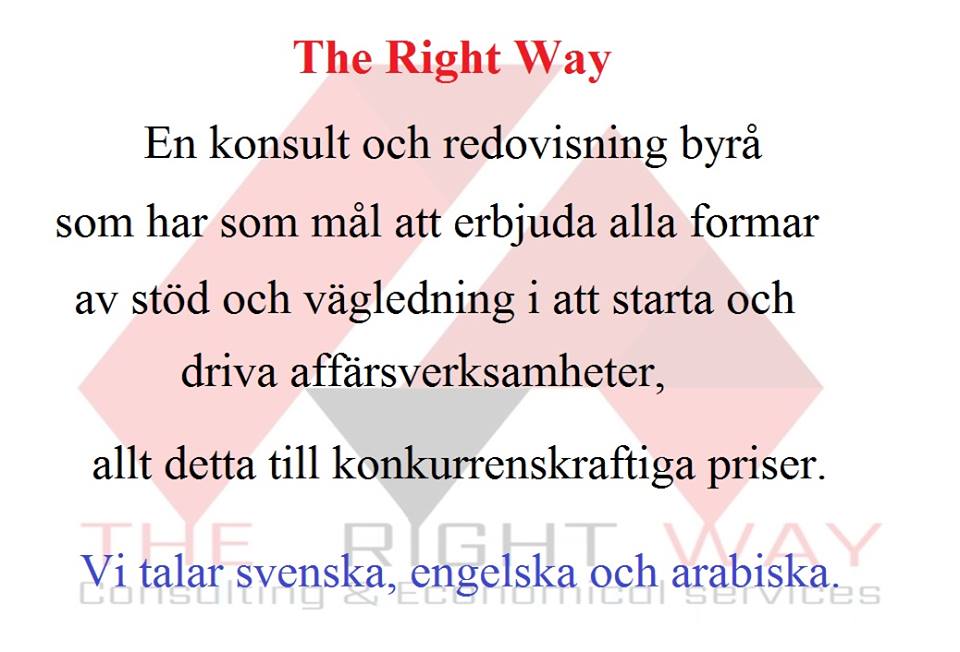 The Right Way
En konsult och redovisning byrå
som har som mål att erbjuda alla formar
av stöd och vägledning i att starta och
driva affärsverksamheter,
allt detta till konkurrenskraftiga priser.
THE RIGHT WAY
Vi talar svenska, engelska och arabiska.
Consulting & Economical services